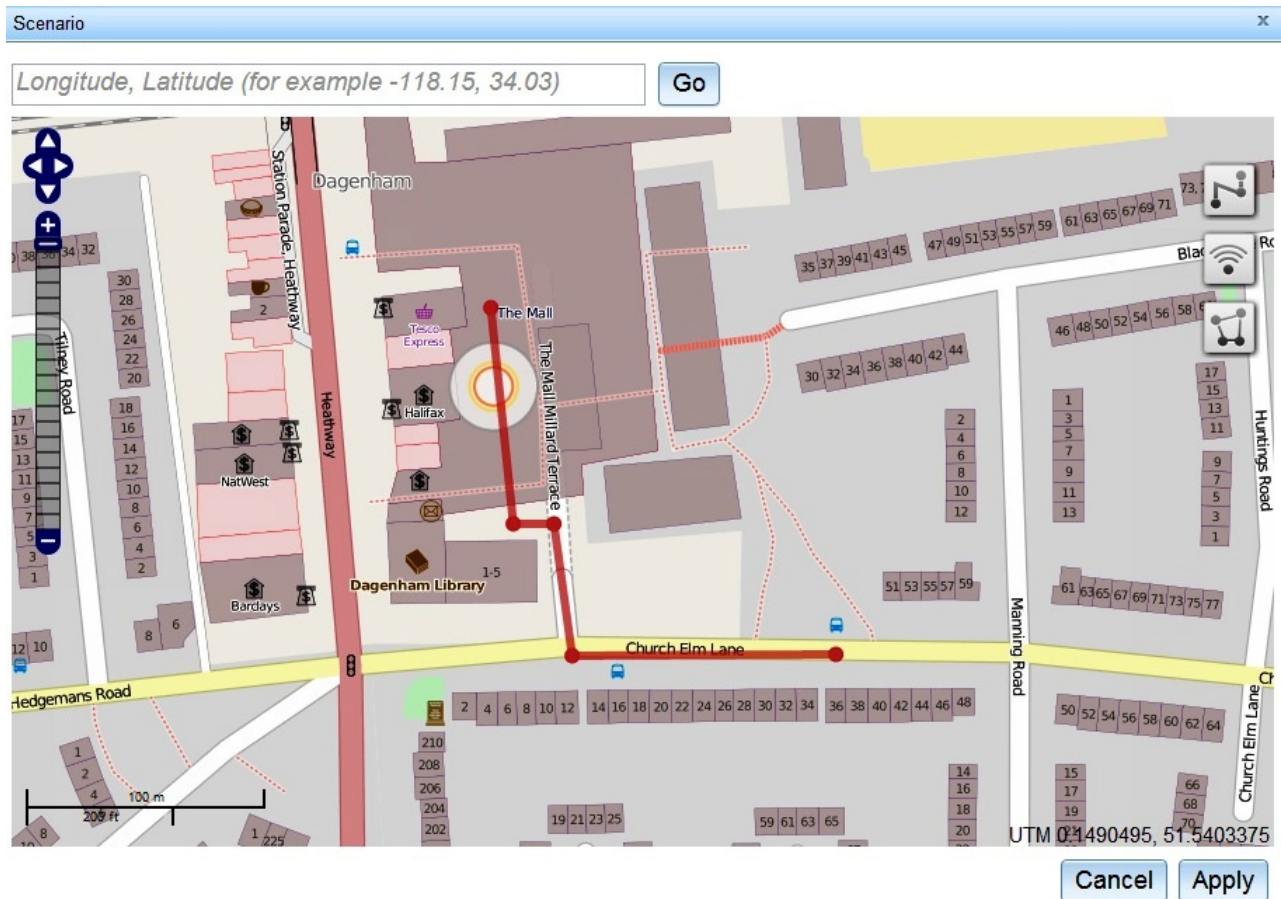 Scenario
x
Longitude, Latitude (for example -118.15, 34.03)
Go
Station Parade, Heathway
Dagenham
38 36 34 32
30
28
26
24
22
20
18
16
14
12
10
8
6
4
2
Tilney Road
17
15
13
11
9
7
5
3
1
2
Tesco
Express
The Mall
The Mall Millard Terrace
Heathway
Halifax
NatWest
Barclays
Dagenham Library
1-5
35 37 39 41 43 45
47 49 51 53 55 57 59
61 63 65 67 69 71
73,
46 48 50 52 54 56 58
30 32 34 36 38 40 42 44
2
4
6
8
10
12
1
3
5
7
9
11
13
17
15
13
11
9
7
5
3
1
Huntings Road
51 53 55 57 59
61 63 65 67 69 71 73 75 77
Manning Road
8 6
12 10
Hedgemans Road
Church Elm Lane
2 4 6 8 10 12
14 16 18 20 22 24 26 28 30 32 34
36 38 40 42 44 46 48
50 52 54 56 58 60 62 64
Church Elm Lane
210
208
206
204
202
1
2
4
100 m
200 ft
8
1 225
19 21 23 25
59 61 63 65
14
16
18
20
15
17
19
21
66
68
70
UTM 0.1490495, 51.5403375
Cancel
Apply